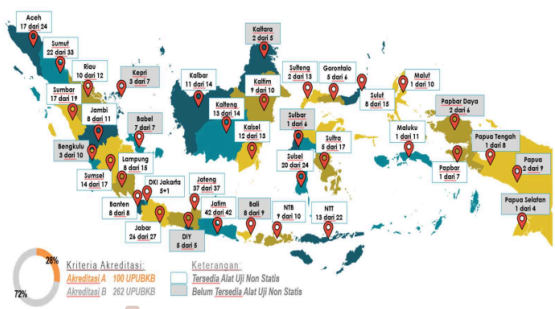 Aceh
17 dari 24
Sumut
22 dari 33
Riau
10 dari 12
Kepri
3 dari 7
Sumbar
17 dari 19
Jambi
8 dari 11
Babel
7 dari 7
Bengkulu
3 dari 10
Sumsel
14 dari 17
Lampung
8 dari 15
Banten
8 dari 8
DKI Jakarta
5+1
Jabar
26 dari 27
Jateng
37 dari 37
DIY
5 dari 5
Jatim
42 dari 42
Bali
8 dari 9
NTB
9 dari 10
NTT
13 dari 22
Kalbar
11 dari 14
Kalteng
13 dari 14
Kalsel
12 dari 13
Kaltim
9 dari 10
Kaltara
2 dari 5
Sulteng
2 dari 13
Gorontalo
5 dari 6
Sulut
8 dari 15
Sulbar
1 dari 6
Sultra
5 dari 17
Sulsel
20 dari 24
Malut
1 dari 10
Maluku
1 dari 11
Papbar Daya
2 dari 6
Papbar
1 dari 7
Papua Tengah
1 dari 8
Papua
2 dari 9
Papua Selatan
1 dari 4
28%
72%
Kriteria Akreditasi:
Akreditasi A 100 UPUBKB
Akreditasi B 262 UPUBKB
Keterangan:
Tersedia Alat Uji Non Statis
Belum Tersedia Alat Uji Non Statis